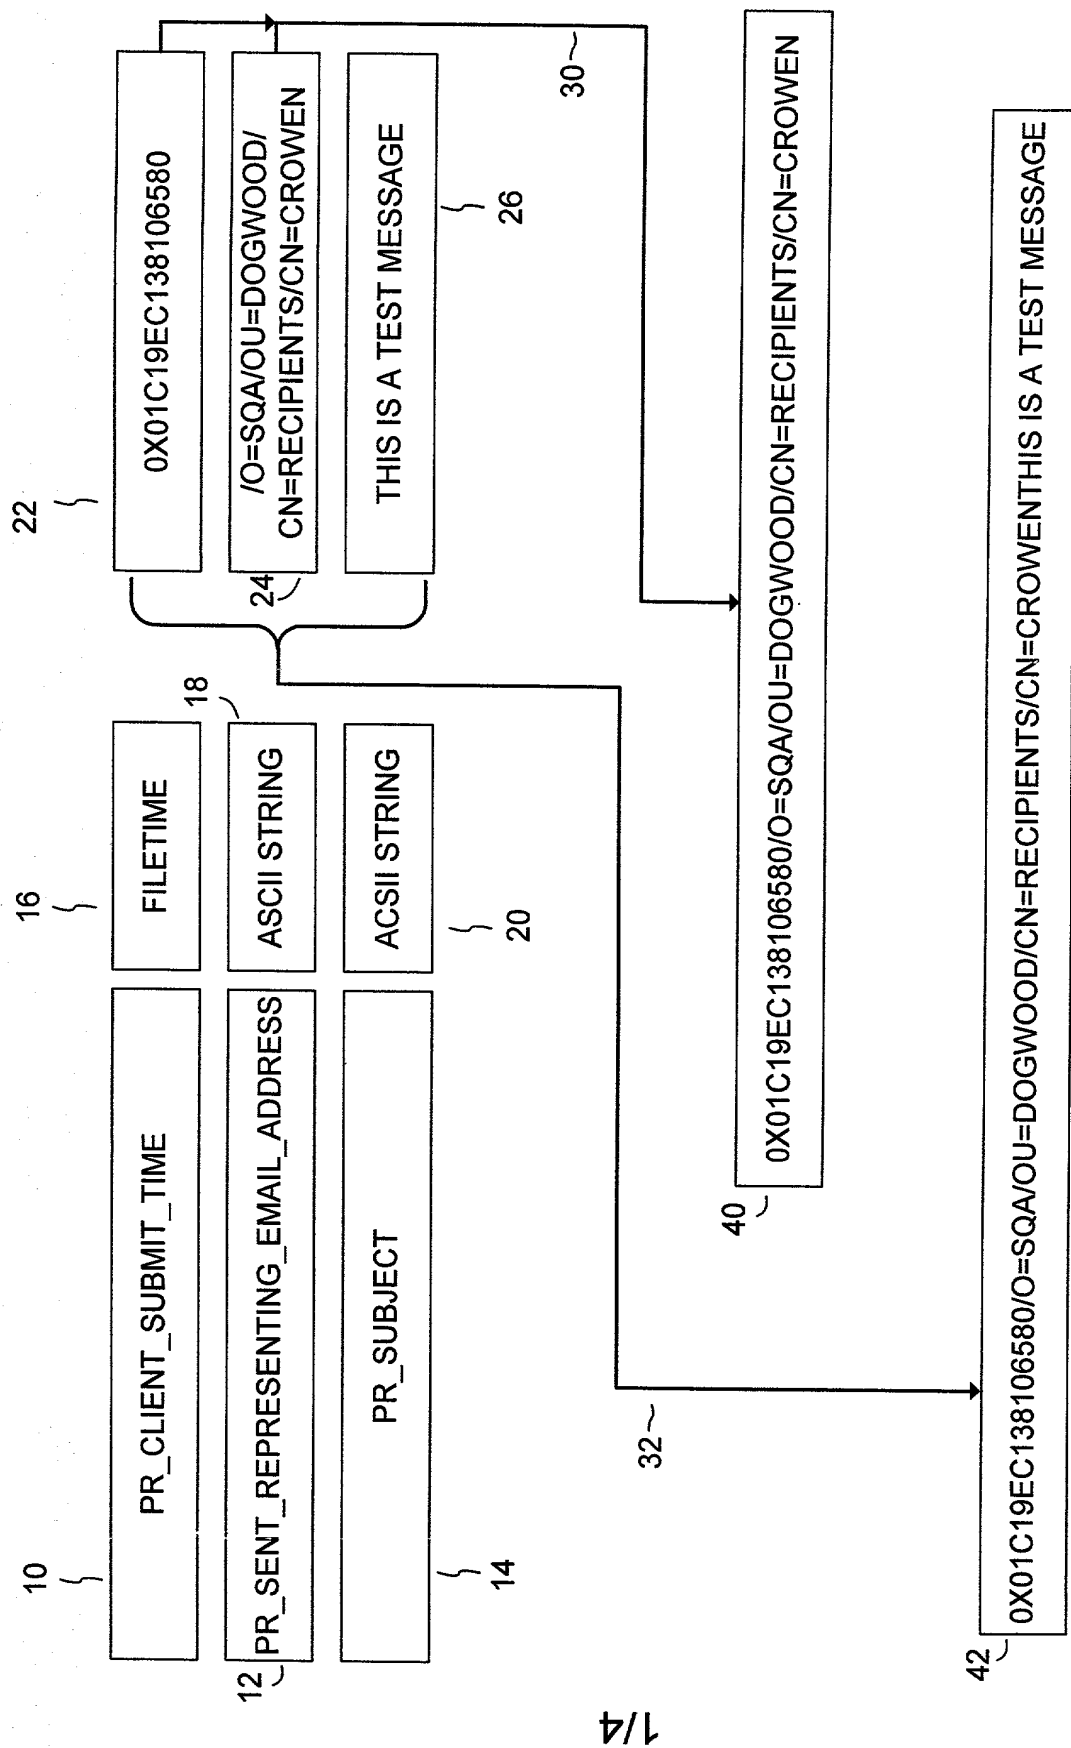 10
PR_CLIENT_SUBMIT_TIME
16
FILETIME
22
0X01C19EC138106580
12
PR_SENT_REPRESENTING_EMAIL_ADDRESS
18
ASCII STRING
24
/O=SQA/OU=DOGWOOD/
CN=RECIPIENTS/CN=CROWEN
14
PR_SUBJECT
20
ACSII STRING
26
THIS IS A TEST MESSAGE
30
32
40
0X01C19EC138106580/O=SQA/OU=DOGWOOD/CN=RECIPIENTS/CN=CROWEN
42
0X01C19EC138106580/O=SQA/OU=DOGWOOD/CN=RECIPIENTS/CN=CROWENTHIS IS A TEST MESSAGE
1/4